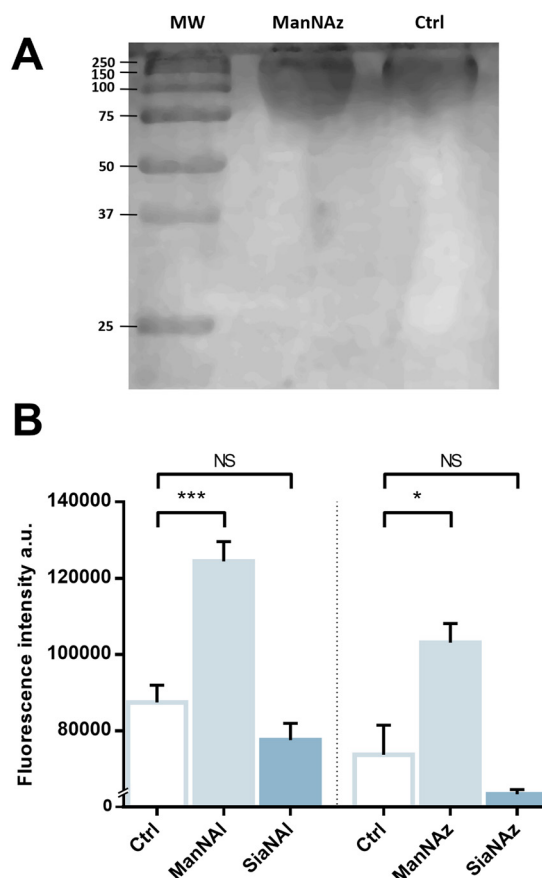 A
MW ManNAz Ctrl
250
150
100
75
50
37
25
B
NS NS
*** *
140000
120000
100000
80000
0
Fluorescence intensity a.u.
Ctrl ManNAl SiaNAl Ctrl ManNAz SiaNAz